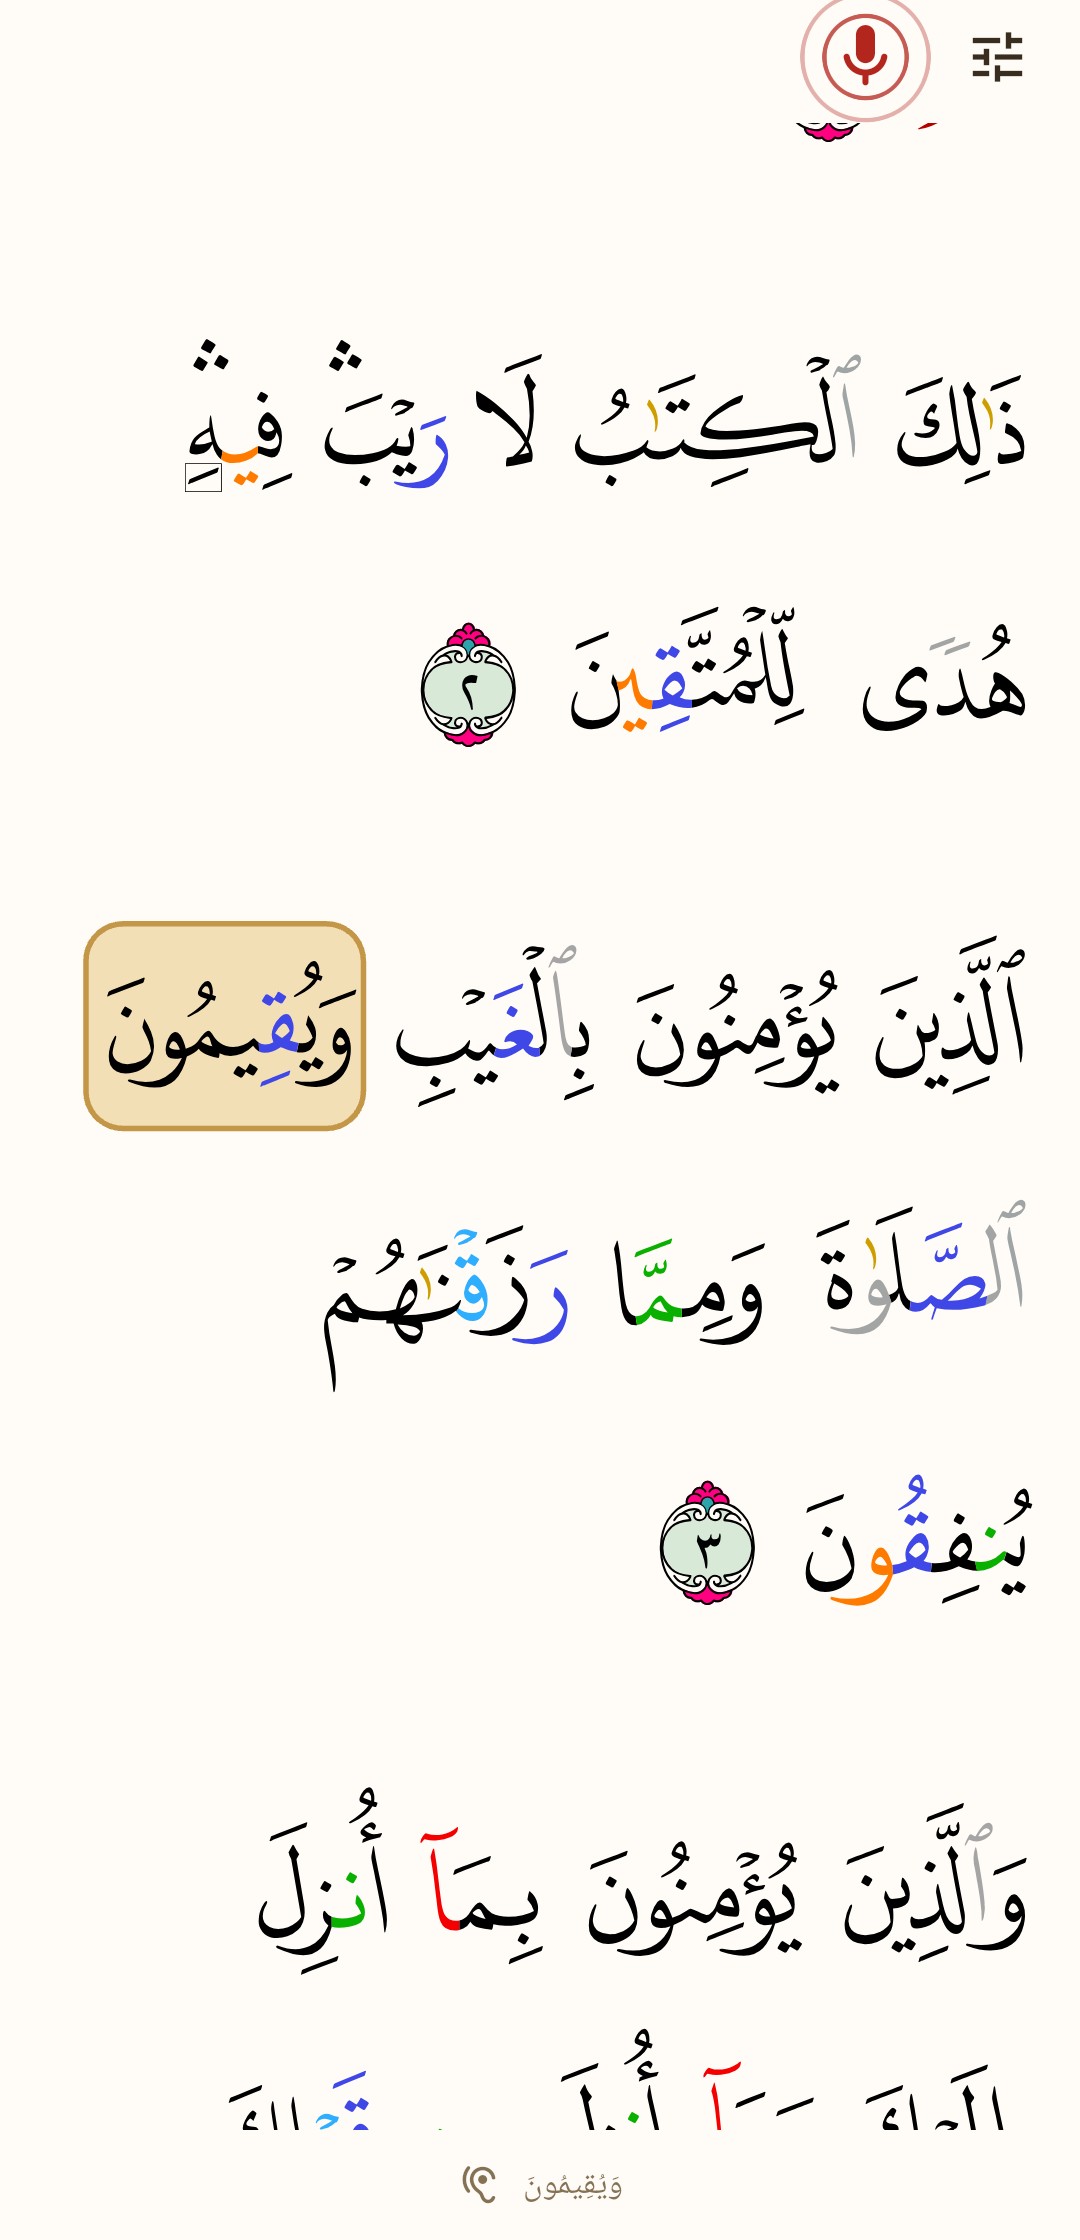 ذَٰلِكَ ٱلْكِتَٰبُ لَا رَيْبَۛ فِيهَِۛ
هُدًى لِّلْمُتَّقِينَ ٢
ٱلَّذِينَ يُؤْمِنُونَ بِٱلْغَيْبِ وَيُقِيمُونَ
ٱلصَّلَوٰةَ وَمِمَّا رَزَقْنَٰهُمْ
يُنفِقُونَ ٣
وَٱلَّذِينَ يُؤْمِنُونَ بِمَآ أُنزِلَ
وَيُقِيمُونَ